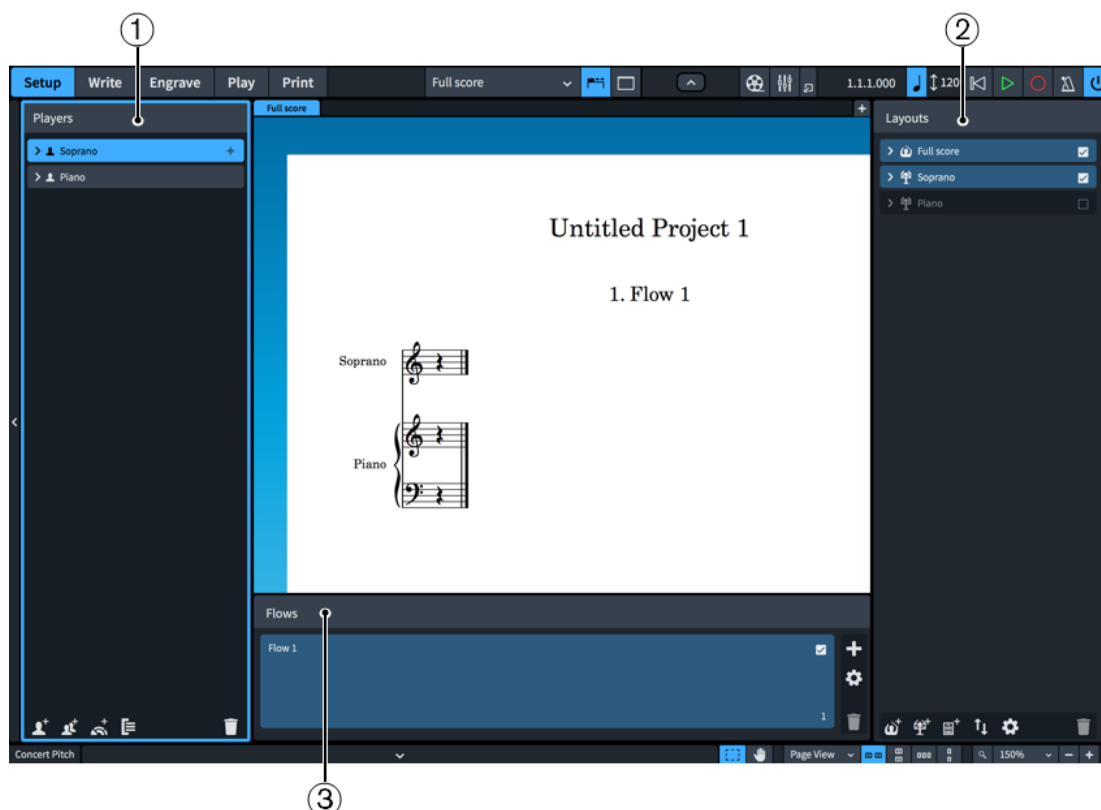 ① ②
Setup Write Engrave Play Print Full score 1.1.1.000 120
Players Full score Layouts
Soprano Full score
Piano Soprano
Piano
Untitled Project 1
1. Flow 1
Soprano
Piano
Flows
Flow 1
1
Concert Pitch Page View 150%
③